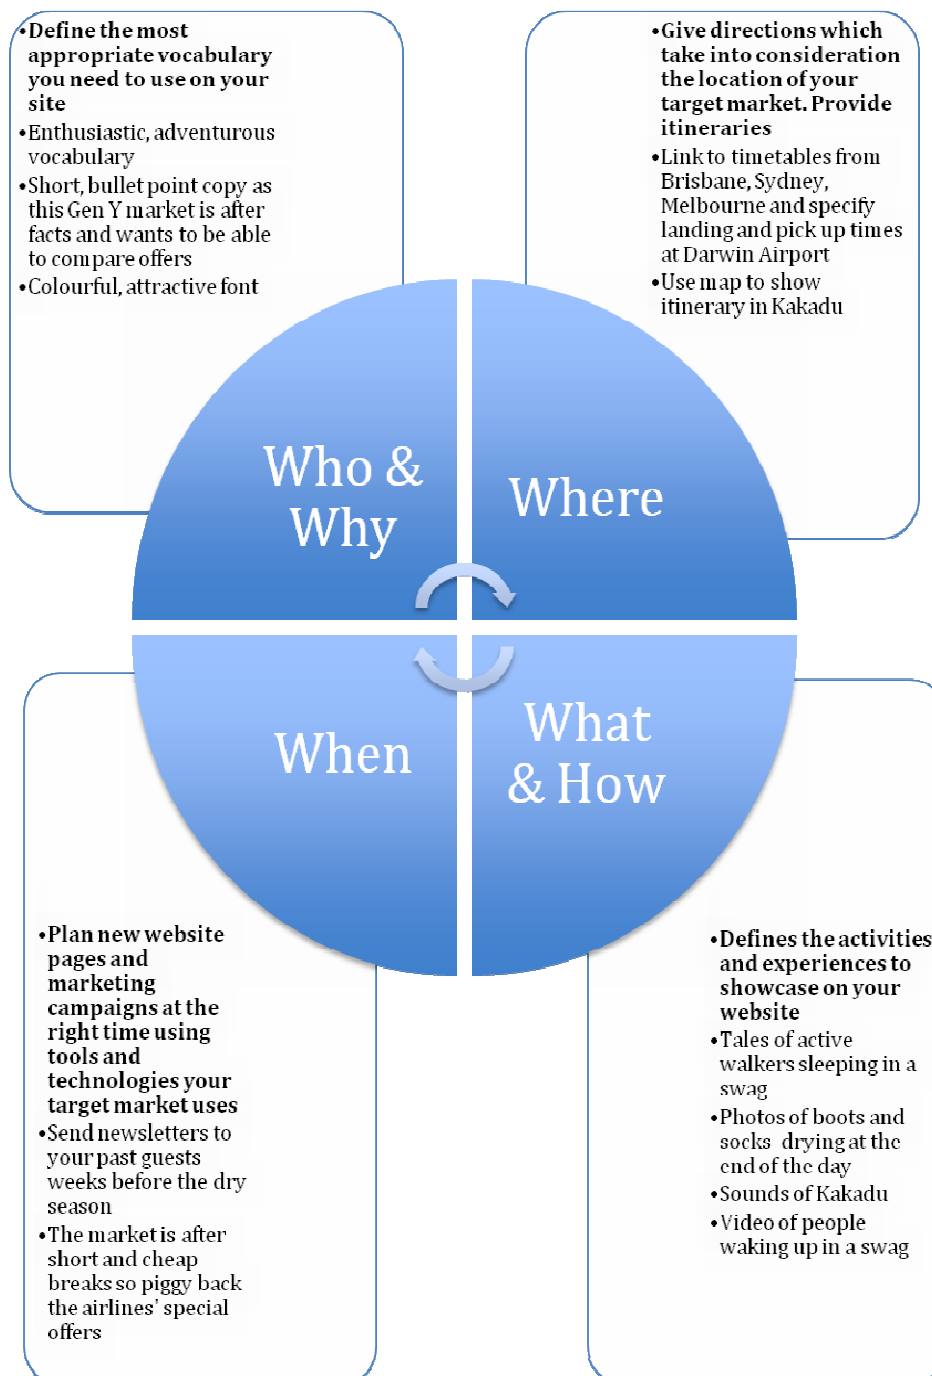 •Define the most
appropriate vocabulary
you need to use on your
site
•Enthusiastic, adventurous
vocabulary
•Short, bullet point copy as
this Gen Y market is after
facts and wants to be able
to compare offers
•Colourful, attractive font
•Give directions which
take into consideration
the location of your
target market. Provide
itineraries
•Link to timetables from
Brisbane, Sydney,
Melbourne and specify
landing and pick up times
at Darwin Airport
•Use map to show
itinerary in Kakadu
Who &
Why
Where
When
What
& How
•Plan new website
pages and
marketing
campaigns at the
right time using
tools and
technologies your
target market uses
•Send newsletters to
your past guests
weeks before the dry
season
•The market is after
short and cheap
breaks so piggy back
the airlines' special
offers
•Defines the activities
and experiences to
showcase on your
website
•Tales of active
walkers sleeping in a
swag
•Photos of boots and
socks drying at the
end of the day
•Sounds of Kakadu
•Video of people
waking up in a swag